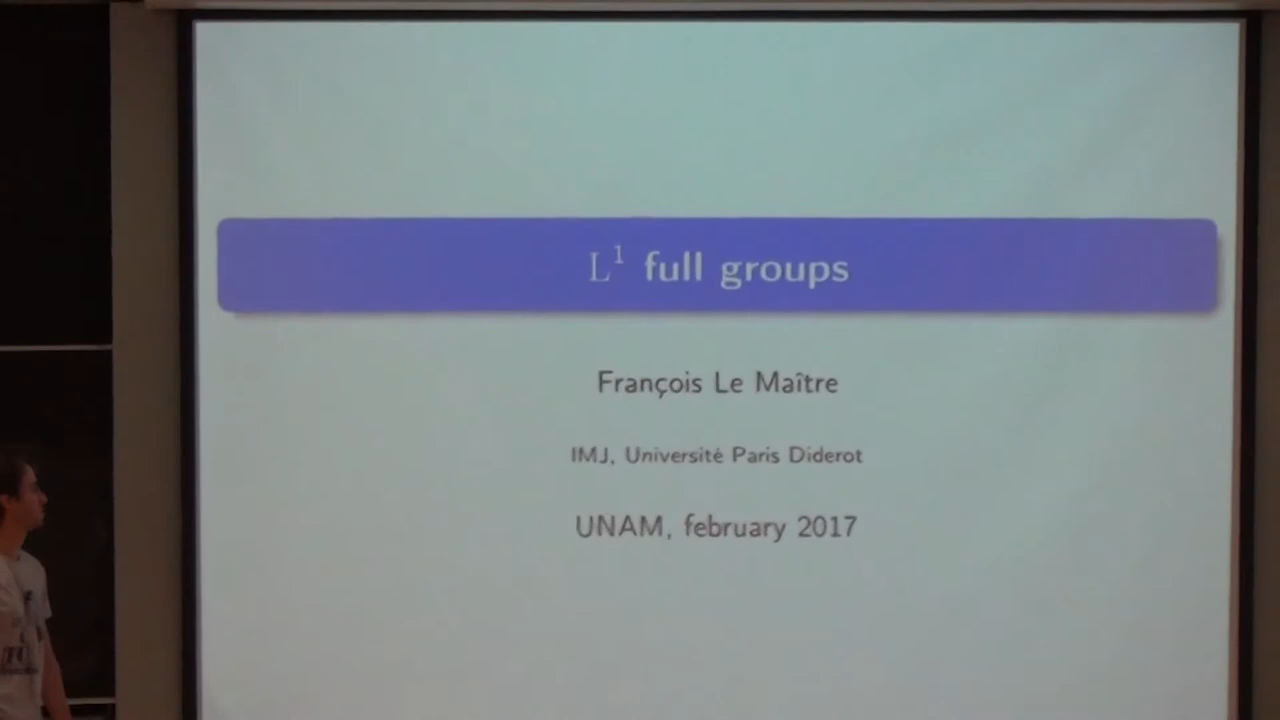 L¹ full groups
François Le Maître
IMJ, Université Paris Diderot
UNAM, february 2017